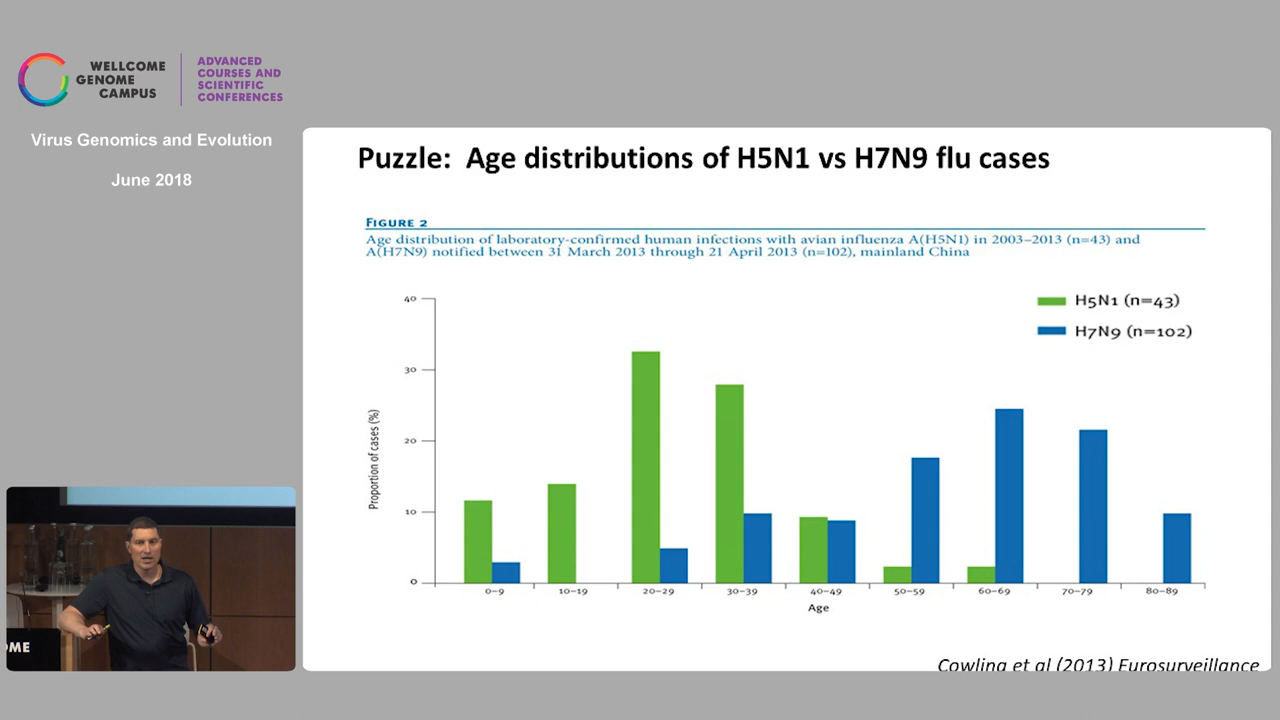 WELLCOME
GENOME
CAMPUS
ADVANCED
COURSES AND
SCIENTIFIC
CONFERENCES
Virus Genomics and Evolution
June 2018
Puzzle: Age distributions of H5N1 vs H7N9 flu cases
FIGURE 2
Age distribution of laboratory-confirmed human infections with avian influenza A(H5N1) in 2003–2013 (n=43) and
A(H7N9) notified between 31 March 2013 through 21 April 2013 (n=102), mainland China
H5N1 (n=43)
H7N9 (n=102)
Proportion of cases (%)
40
30
20
10
0
0–9 10–19 20–29 30–39 40–49 50–59 60–69 70–79 80–89
Age
Cowling et al (2013) Eurosurveillance
OME